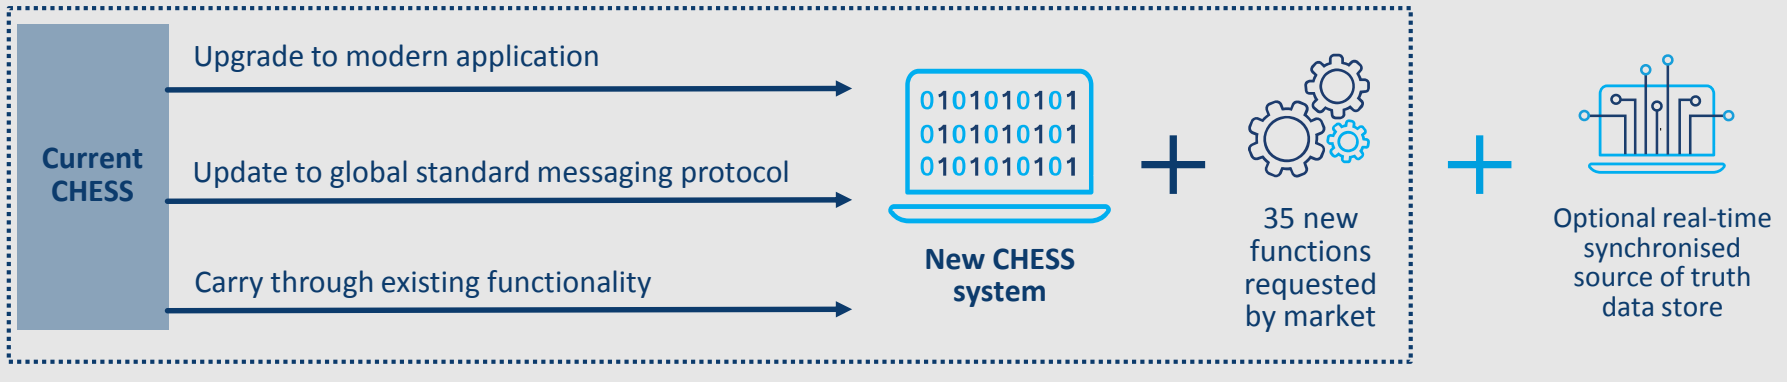 Current
CHESS
Upgrade to modern application
Update to global standard messaging protocol
Carry through existing functionality
0101010101
0101010101
0101010101
New CHESS
system
+
35 new
functions
requested
by market
+
Optional real-time
synchronised
source of truth
data store